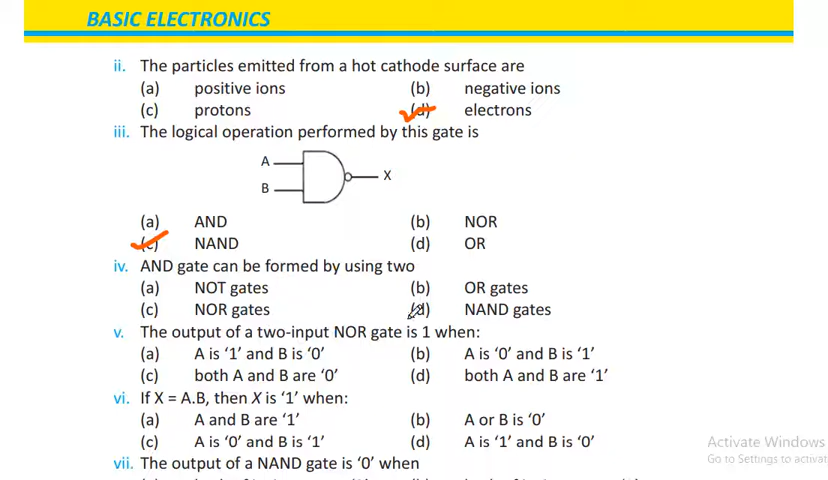 BASIC ELECTRONICS
ii. The particles emitted from a hot cathode surface are
(a) positive ions (b) negative ions
(c) protons (d) electrons
iii. The logical operation performed by this gate is
A
X
B
(a) AND (b) NOR
(c) NAND (d) OR
iv. AND gate can be formed by using two
(a) NOT gates (b) OR gates
(c) NOR gates (d) NAND gates
v. The output of a two-input NOR gate is 1 when:
(a) A is ‘1’ and B is ‘0’ (b) A is ‘0’ and B is ‘1’
(c) both A and B are ‘0’ (d) both A and B are ‘1’
vi. If X = A.B, then X is ‘1’ when:
(a) A and B are ‘1’ (b) A or B is ‘0’
(c) A is ‘0’ and B is ‘1’ (d) A is ‘1’ and B is ‘0’
Activate Windows
Go to Settings to activat
vii. The output of a NAND gate is ‘0’ when